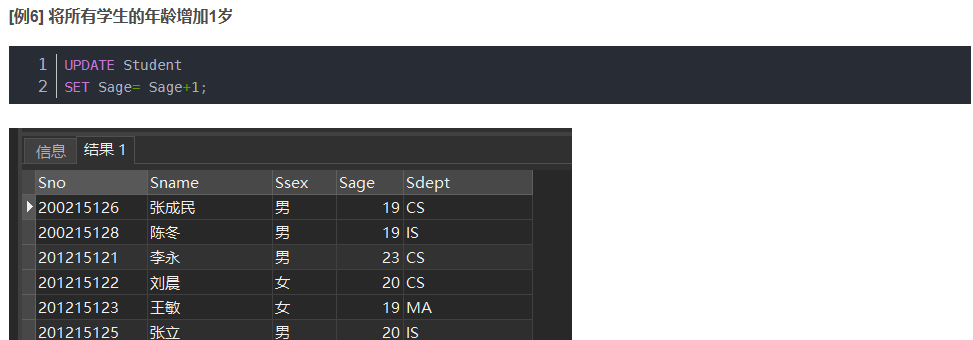 [例6] 将所有学生的年龄增加1岁
1 UPDATE Student
2 SET Sage= Sage+1;
信息 结果 1
Sno Sname Ssex Sage Sdept
200215126 张成民 男 19 CS
200215128 陈冬 男 19 IS
201215121 李永 男 23 CS
201215122 刘晨 女 20 CS
201215123 王敏 女 19 MA
201215125 张立 男 20 IS